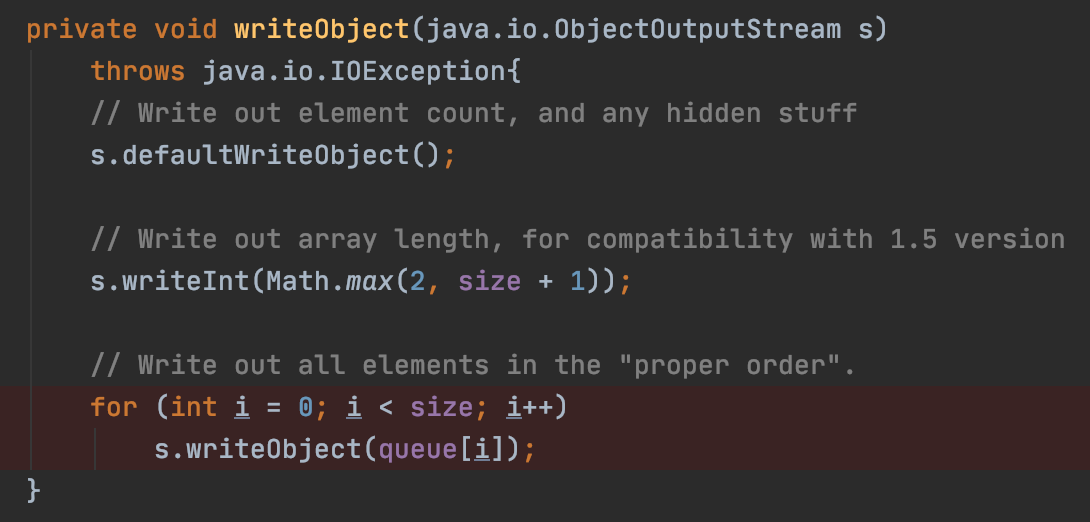 private void writeObject(java.io.ObjectOutputStream s)
    throws java.io.IOException{
    // Write out element count, and any hidden stuff
    s.defaultWriteObject();

    // Write out array length, for compatibility with 1.5 version
    s.writeInt(Math.max(2, size + 1));

    // Write out all elements in the "proper order".
    for (int i = 0; i < size; i++)
        s.writeObject(queue[i]);
}